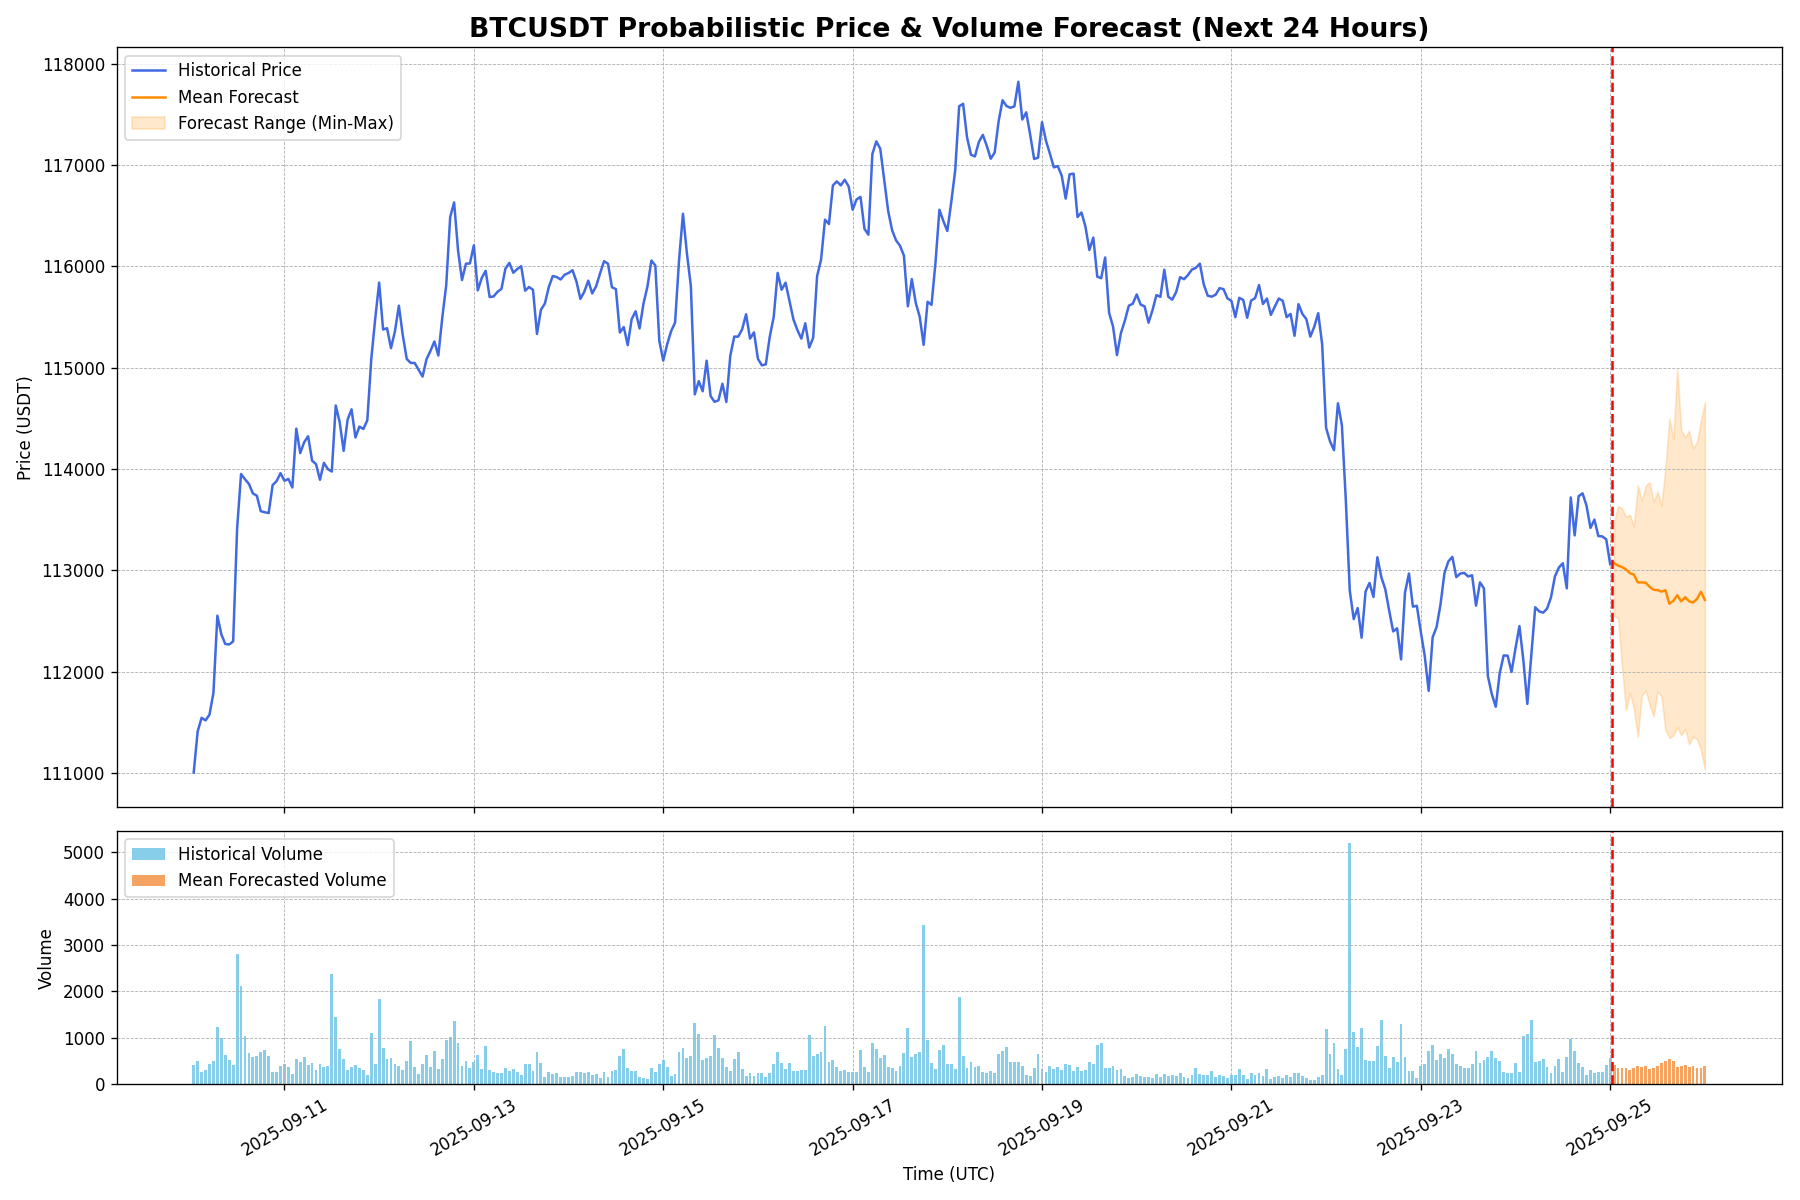 BTCUSDT Probabilistic Price & Volume Forecast (Next 24 Hours)
Historical Price
Mean Forecast
Forecast Range (Min-Max)
Price (USDT)
118000
117000
116000
115000
114000
113000
112000
111000
Historical Volume
Mean Forecasted Volume
Volume
5000
4000
3000
2000
1000
0
2025-09-11
2025-09-13
2025-09-15
2025-09-17
2025-09-19
2025-09-21
2025-09-23
2025-09-25
Time (UTC)